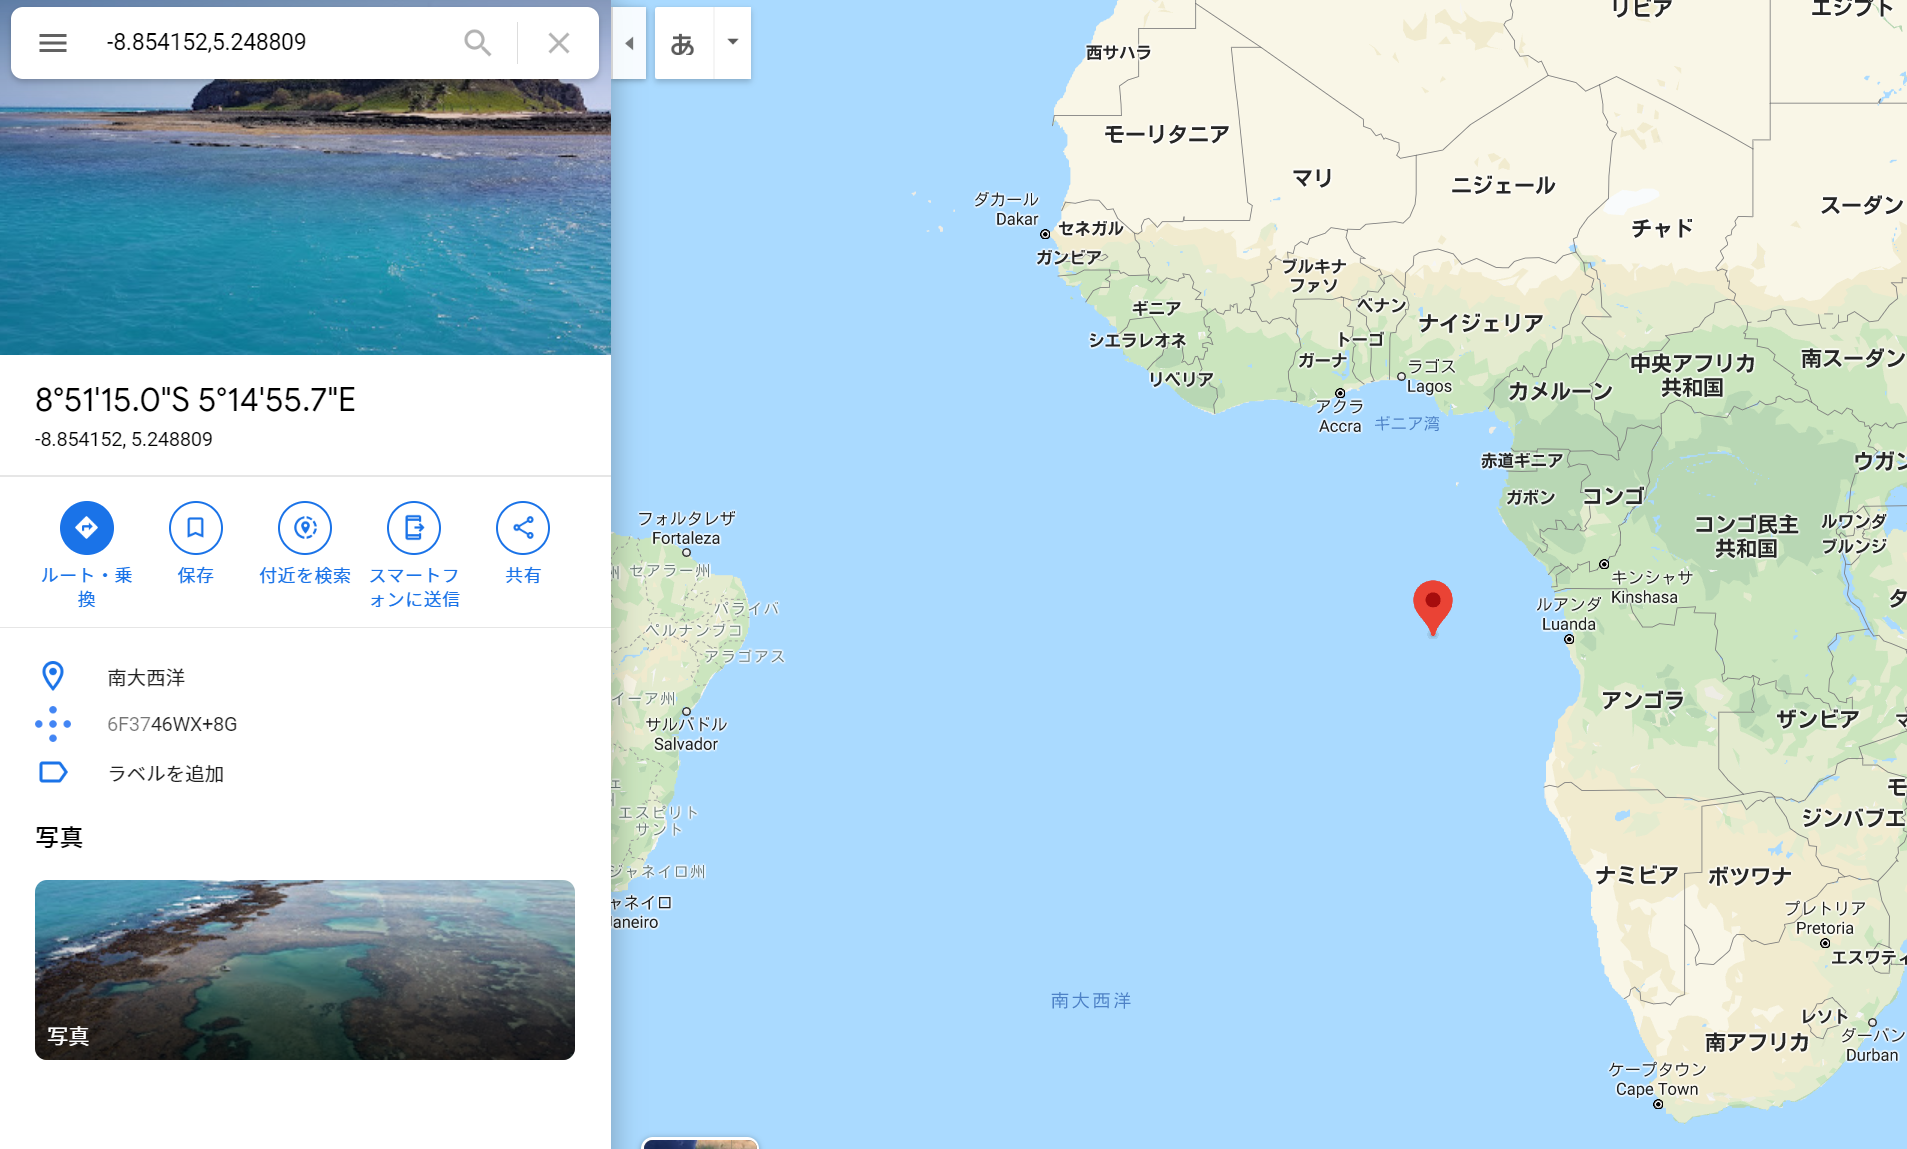 -8.854152,5.248809
あ
8°51'15.0"S 5°14'55.7"E
-8.854152, 5.248809
ルート・乗
換
保存
付近を検索
スマートフ
ォンに送信
共有
南大西洋
6F3746WX+8G
ラベルを追加
写真
写真
リビア
エジプト
西サハラ
モーリタニア
マリ
ニジェール
チャド
スーダン
ダカール
Dakar
セネガル
ガンビア
ブルキナ
ファソ
ベナン
ギニア
ナイジェリア
シエラレオネ
トーゴ
ガーナ
ラゴス
Lagos
中央アフリカ
共和国
南スーダン
リベリア
カメルーン
アクラ
Accra
ギニア湾
赤道ギニア
ウガン
ガボン
コンゴ
コンゴ民主
共和国
ルワンダ
ブルンジ
フォルタレザ
Fortaleza
セアラー州
キンシャサ
Kinshasa
パライバ
ペルナンブコ
アラゴアス
ルアンダ
Luanda
タ
イーア州
サルバドル
Salvador
アンゴラ
ザンビア
マ
エスピリト
サント
モ
ジンバブエ
ジャネイロ州
ャネイロ
Janeiro
ナミビア
ボツワナ
プレトリア
Pretoria
エスワティ
南大西洋
レソト
ダーバン
Durban
南アフリカ
ケープタウン
Cape Town